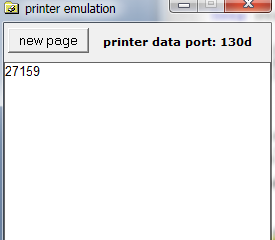 printer emulation
new page
printer data port: 130d
27159